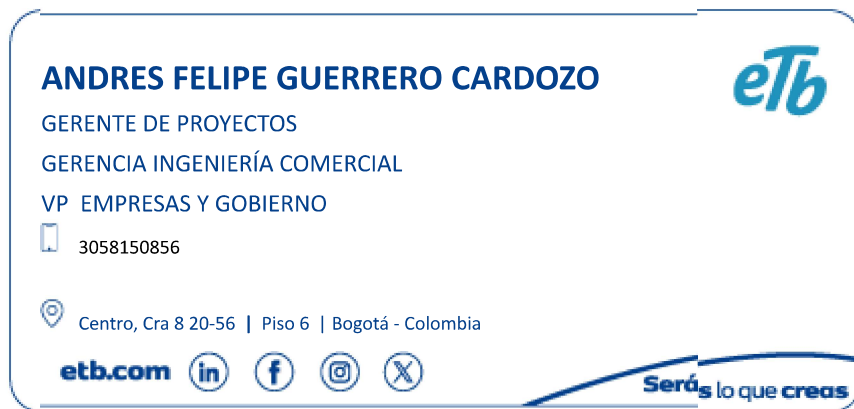 ANDRES FELIPE GUERRERO CARDOZO
eTb
GERENTE DE PROYECTOS
GERENCIA INGENIERÍA COMERCIAL
VP EMPRESAS Y GOBIERNO
3058150856
Centro, Cra 8 20-56 | Piso 6 | Bogotá - Colombia
etb.com in f X
Serás lo que creas